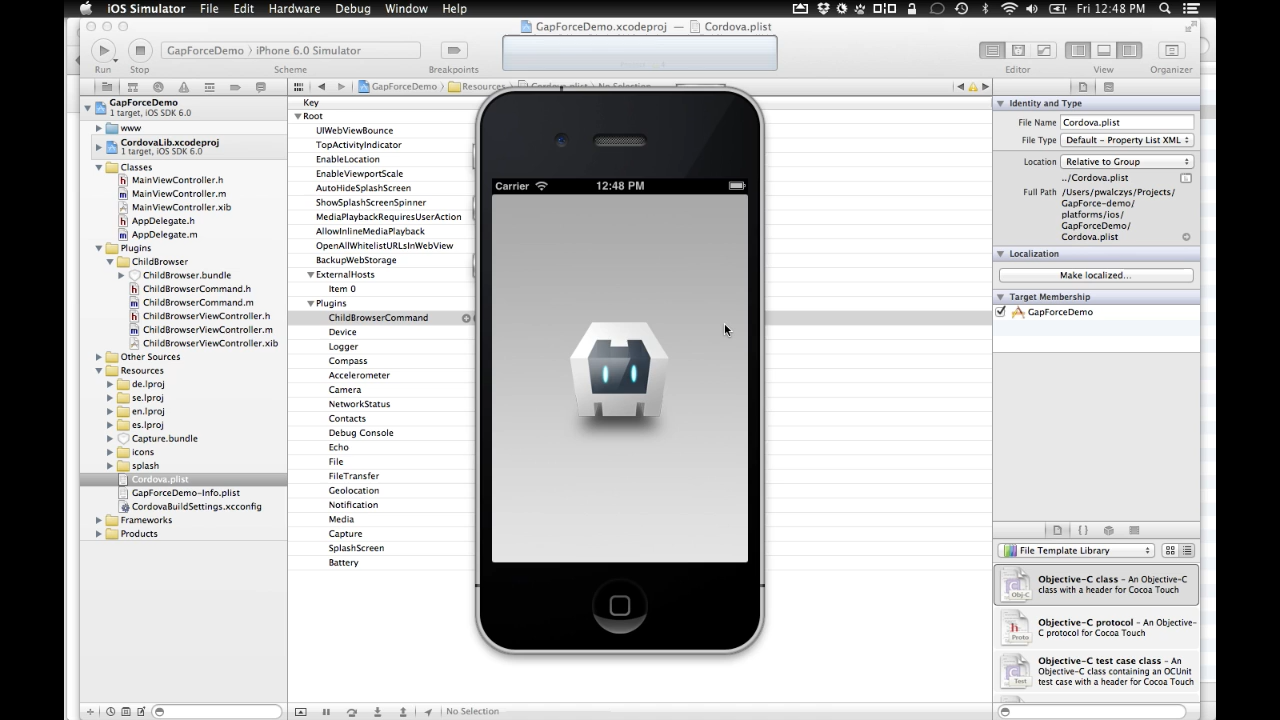 iOS Simulator File Edit Hardware Debug Window Help
Fri 12:48 PM
GapForceDemo.xcodeproj — Cordova.plist
GapForceDemo iPhone 6.0 Simulator
Run Stop Scheme Breakpoints Editor View Organizer
GapForceDemo
1 target, iOS SDK 6.0
www
CordovaLib.xcodeproj
1 target, iOS SDK 6.0
Classes
MainViewController.h
MainViewController.m
MainViewController.xib
AppDelegate.h
AppDelegate.m
Plugins
ChildBrowser
ChildBrowser.bundle
ChildBrowserCommand.h
ChildBrowserCommand.m
ChildBrowserViewController.h
ChildBrowserViewController.m
ChildBrowserViewController.xib
Other Sources
Resources
de.lproj
se.lproj
en.lproj
es.lproj
Capture.bundle
icons
splash
Cordova.plist
GapForceDemo-Info.plist
CordovaBuildSettings.xcconfig
Frameworks
Products
GapForceDemo Resources Cordova.plist No Selection
Key
Root
UIWebViewBounce
TopActivityIndicator
EnableLocation
EnableViewportScale
AutoHideSplashScreen
ShowSplashScreenSpinner
MediaPlaybackRequiresUserAction
AllowInlineMediaPlayback
OpenAllWhitelistURLsInWebView
BackupWebStorage
ExternalHosts
Item 0
Plugins
ChildBrowserCommand
Device
Logger
Compass
Accelerometer
Camera
NetworkStatus
Contacts
Debug Console
Echo
File
FileTransfer
Geolocation
Notification
Media
Capture
SplashScreen
Battery
No Selection
Carrier 12:48 PM
Identity and Type
File Name Cordova.plist
File Type Default - Property List XML
Location Relative to Group
../Cordova.plist
Full Path /Users/pwalczys/Projects/
GapForce-demo/
platforms/ios/
GapForceDemo/
Cordova.plist
Localization
Make localized...
Target Membership
GapForceDemo
File Template Library
Obj-C
Objective-C class - An Objective-C
class with a header for Cocoa Touch
Proto
Objective-C protocol - An Objective-
C protocol for Cocoa Touch
Test
Objective-C test case class - An
Objective-C class containing an OCUnit
test case with a header for Cocoa Touch